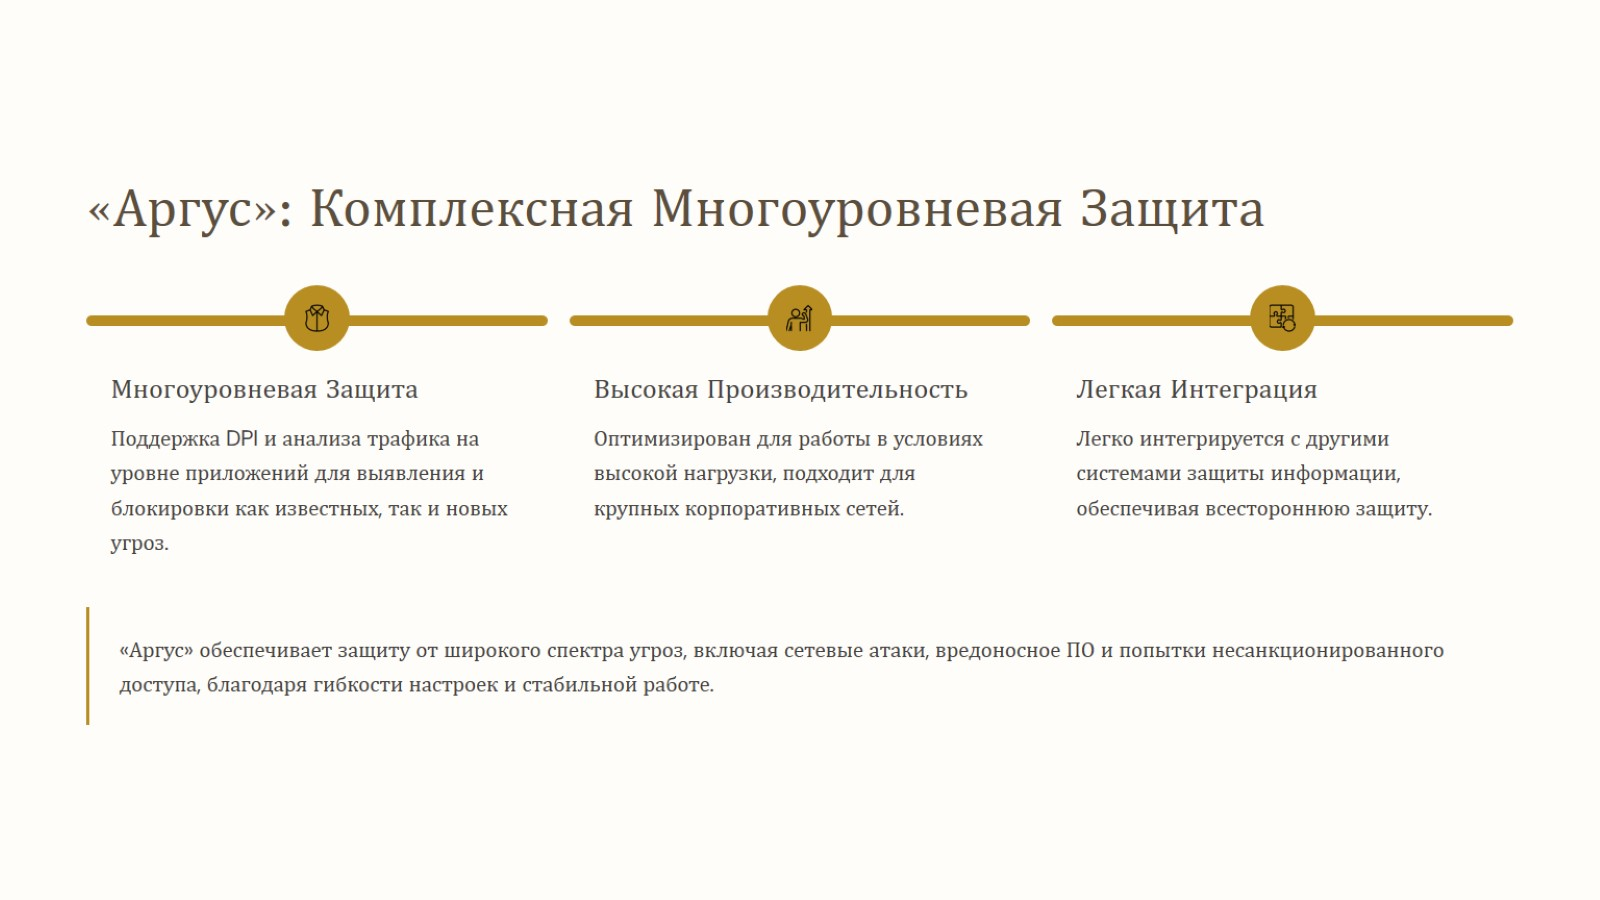 «Аргус»: Комплексная Многоуровневая Защита
Многоуровневая Защита
Поддержка DPI и анализа трафика на
уровне приложений для выявления и
блокировки как известных, так и новых
угроз.
Высокая Производительность
Оптимизирован для работы в условиях
высокой нагрузки, подходит для
крупных корпоративных сетей.
Легкая Интеграция
Легко интегрируется с другими
системами защиты информации,
обеспечивая всестороннюю защиту.
«Аргус» обеспечивает защиту от широкого спектра угроз, включая сетевые атаки, вредоносное ПО и попытки несанкционированного
доступа, благодаря гибкости настроек и стабильной работе.